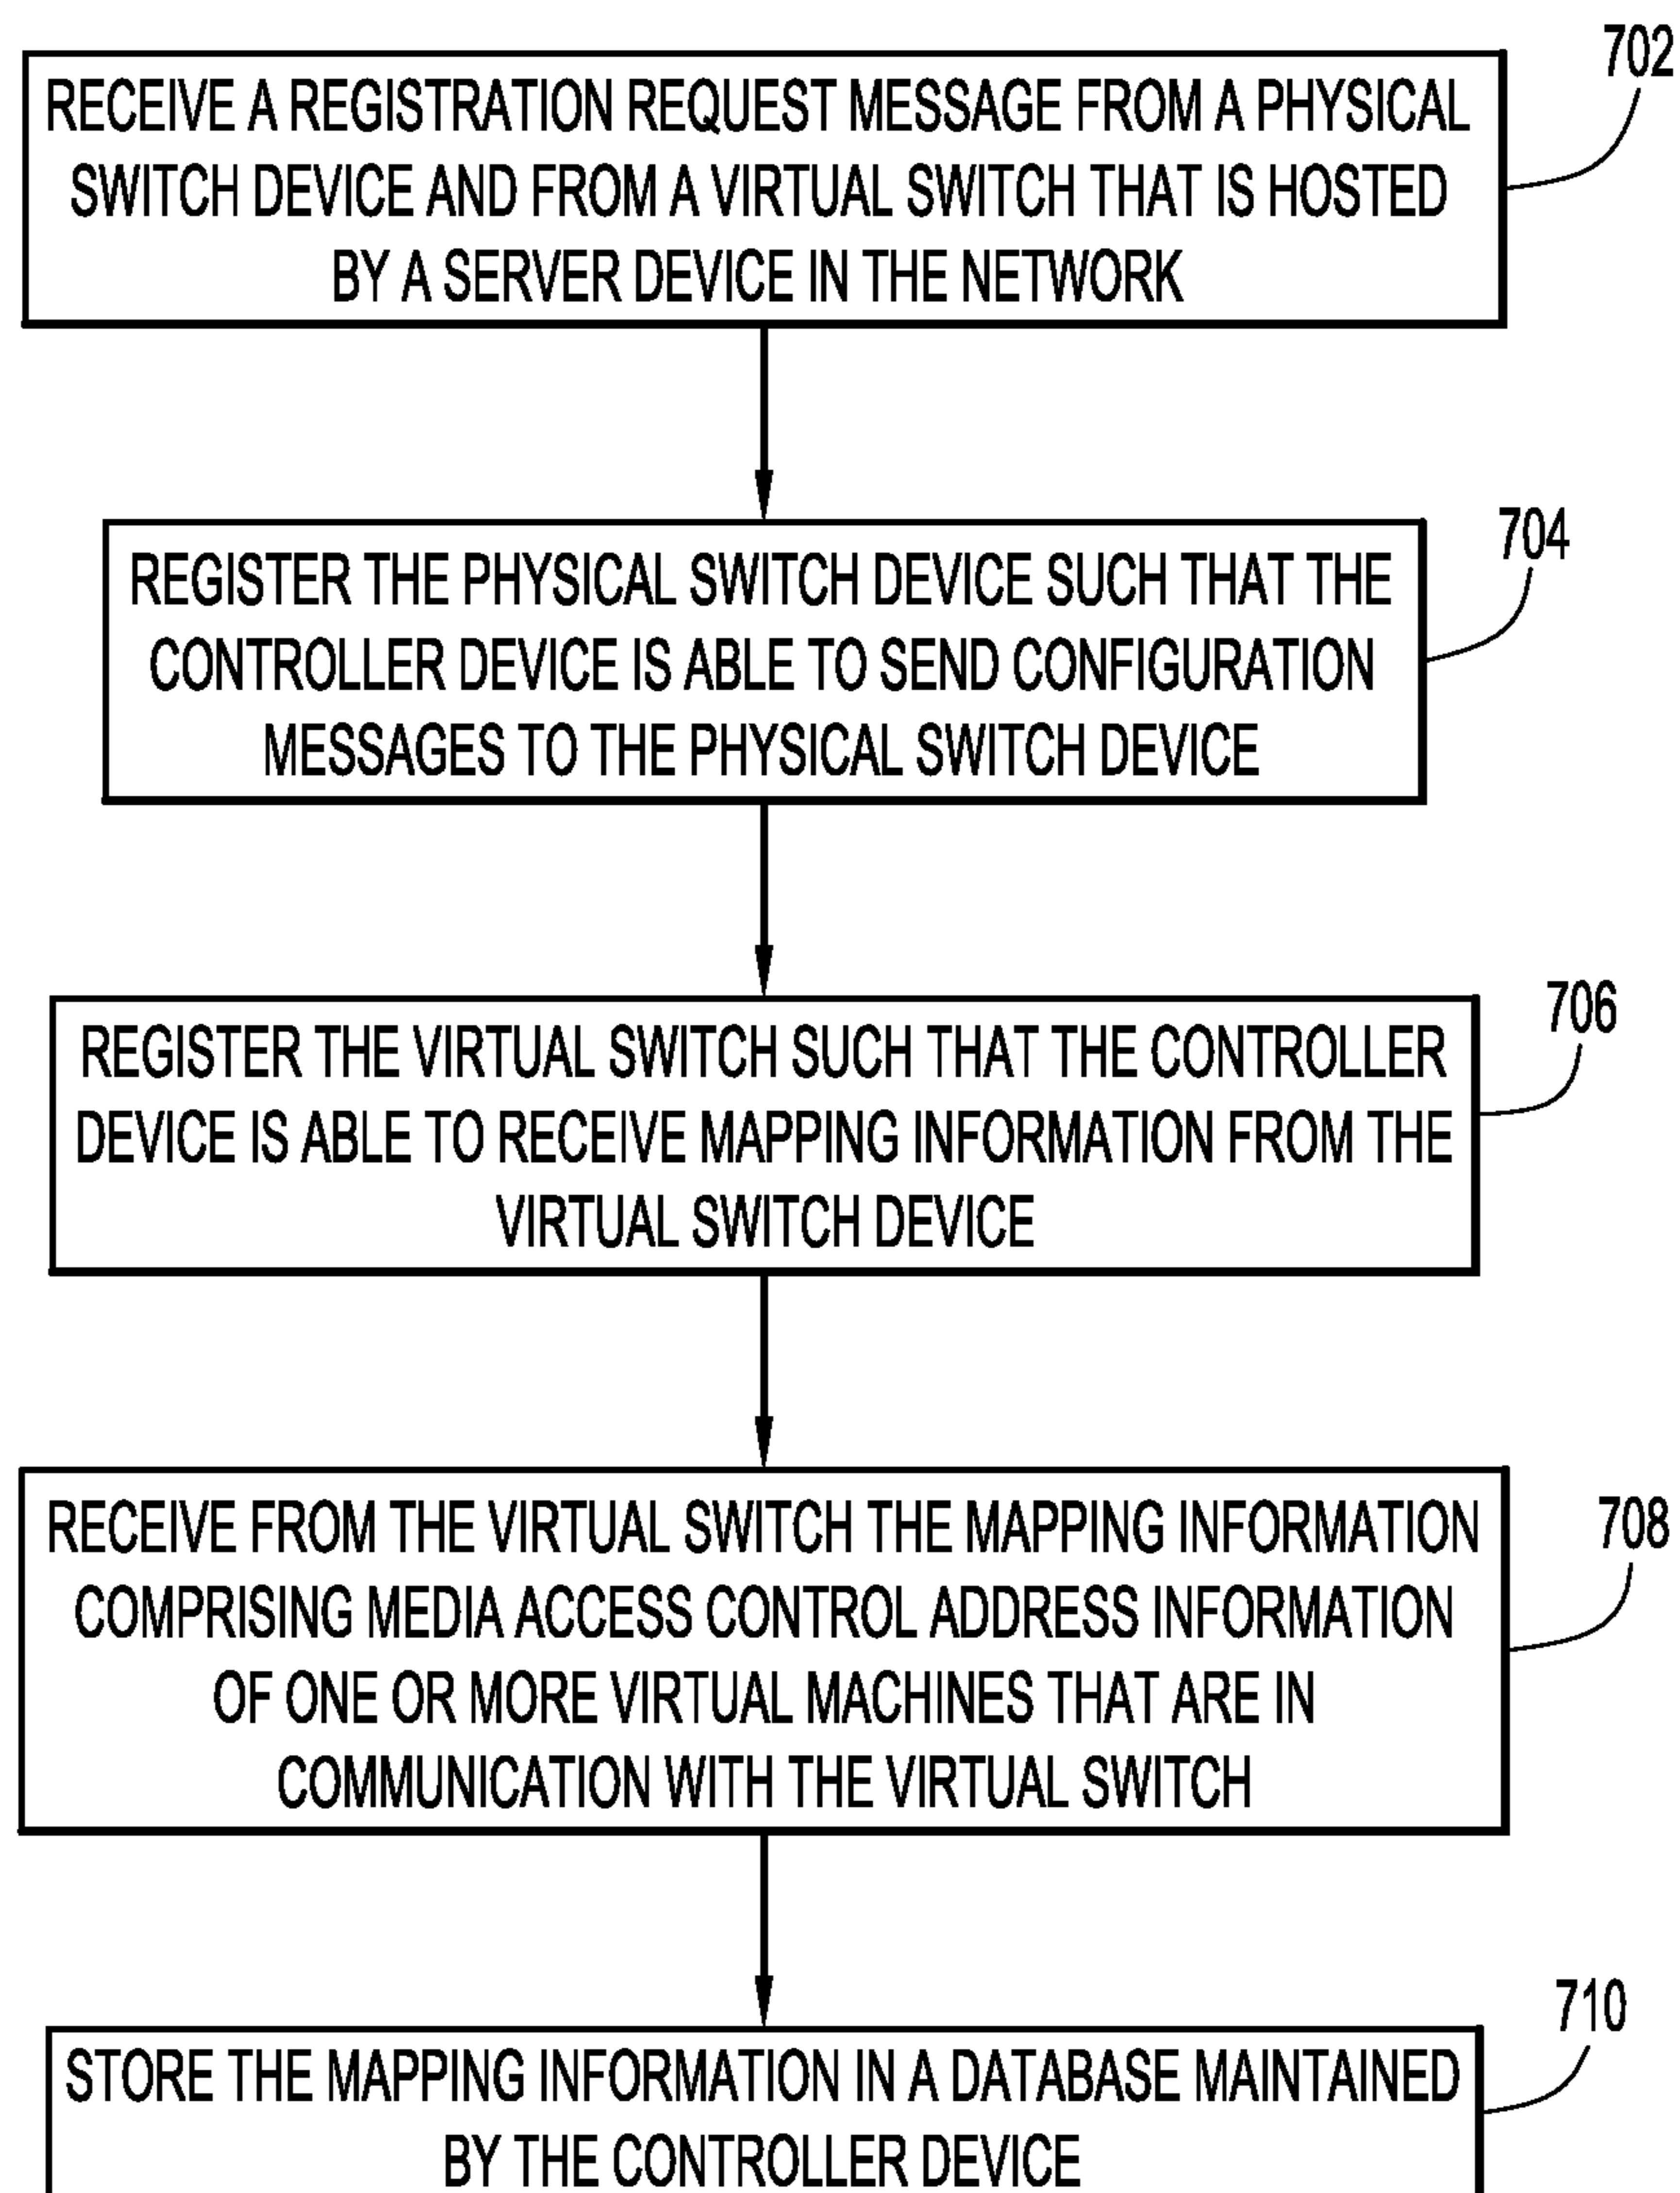 702
RECEIVE A REGISTRATION REQUEST MESSAGE FROM A PHYSICAL
SWITCH DEVICE AND FROM A VIRTUAL SWITCH THAT IS HOSTED
BY A SERVER DEVICE IN THE NETWORK
704
REGISTER THE PHYSICAL SWITCH DEVICE SUCH THAT THE
CONTROLLER DEVICE IS ABLE TO SEND CONFIGURATION
MESSAGES TO THE PHYSICAL SWITCH DEVICE
706
REGISTER THE VIRTUAL SWITCH SUCH THAT THE CONTROLLER
DEVICE IS ABLE TO RECEIVE MAPPING INFORMATION FROM THE
VIRTUAL SWITCH DEVICE
708
RECEIVE FROM THE VIRTUAL SWITCH THE MAPPING INFORMATION
COMPRISING MEDIA ACCESS CONTROL ADDRESS INFORMATION
OF ONE OR MORE VIRTUAL MACHINES THAT ARE IN
COMMUNICATION WITH THE VIRTUAL SWITCH
710
STORE THE MAPPING INFORMATION IN A DATABASE MAINTAINED
BY THE CONTROLLER DEVICE